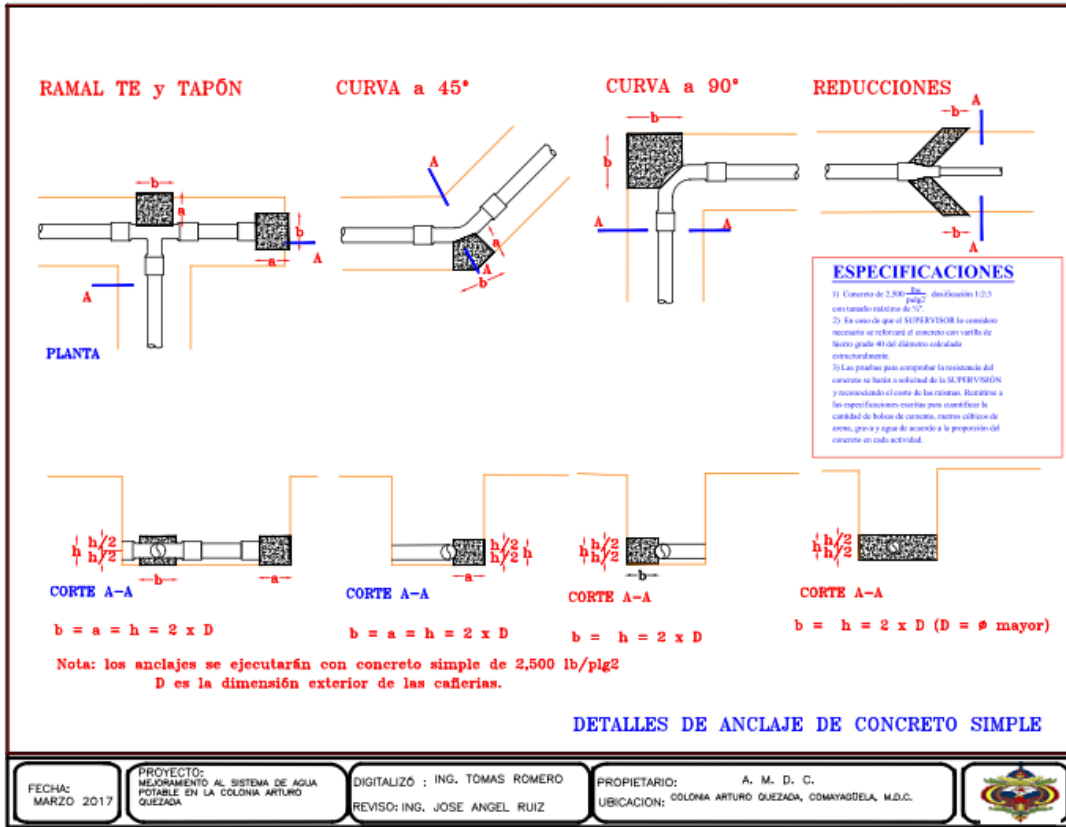 RAMAL TE y TAPÓN
CURVA a 45°
CURVA a 90°
REDUCCIONES
b
a
b
a
A
A
PLANTA
A
a
A
b
b
b
A
A
b
A
b
A
ESPECIFICACIONES
1) Concreto de 2,500 lbs/pulg2 dosificación 1:2:3
con tamaño máximo de ½".
2) En caso de que el SUPERVISOR lo considere
necesario se reforzará el concreto con varilla de
hierro grado 40 del diámetro calculado
estructuralmente.
3) Las pruebas para comprobar la resistencia del
concreto se harán a solicitud de la SUPERVISIÓN
y reconociendo el costo de las mismas. Remitirse a
las especificaciones escritas para cuantificar la
cantidad de bolsas de cemento, metros cúbicos de
arena, grava y agua de acuerdo a la proporción del
concreto en cada actividad.
h h/2
h/2
b
a
CORTE A-A
b = a = h = 2 x D
h/2 h
h/2
a
CORTE A-A
b = a = h = 2 x D
h h/2
h/2
b
CORTE A-A
b = h = 2 x D
h h/2
h/2
CORTE A-A
b = h = 2 x D (D = ø mayor)
Nota: los anclajes se ejecutarán con concreto simple de 2,500 lb/plg2
D es la dimensión exterior de las cañerias.
DETALLES DE ANCLAJE DE CONCRETO SIMPLE
FECHA:
MARZO 2017
PROYECTO:
MEJORAMIENTO AL SISTEMA DE AGUA
POTABLE EN LA COLONIA ARTURO
QUEZADA
DIGITALIZÓ : ING. TOMAS ROMERO
REVISO: ING. JOSE ANGEL RUIZ
PROPIETARIO: A. M. D. C.
UBICACION: COLONIA ARTURO QUEZADA, COMAYAGÜELA, M.D.C.